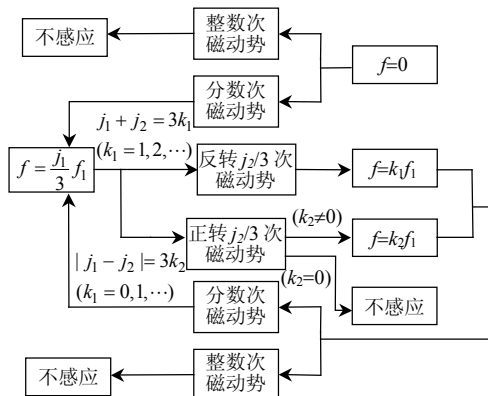 整数次
磁动势
不感应
f=0
分数次
磁动势
j₁ + j₂ = 3k₁
(k₁ = 1, 2, ⋯)
f = j₁/3 f₁
反转 j₂/3 次
磁动势
f=k₁f₁
正转 j₂/3 次
磁动势
(k₂≠0)
f=k₂f₁
| j₁ − j₂ |= 3k₂
(k₁ = 0, 1, ⋯)
(k₂=0)
分数次
磁动势
不感应
整数次
磁动势
不感应